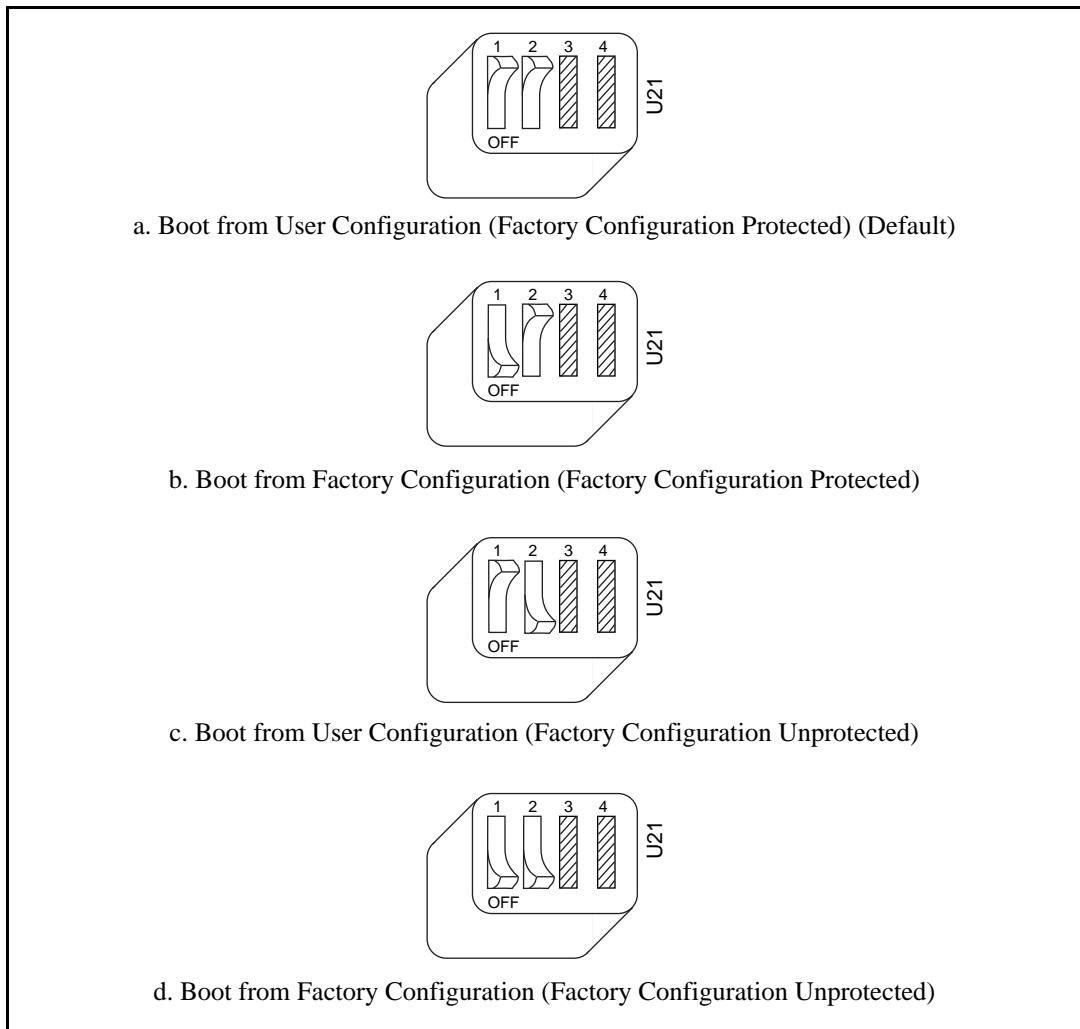 1 2 3 4
U21
OFF
a. Boot from User Configuration (Factory Configuration Protected) (Default)
1 2 3 4
U21
OFF
b. Boot from Factory Configuration (Factory Configuration Protected)
1 2 3 4
U21
OFF
c. Boot from User Configuration (Factory Configuration Unprotected)
1 2 3 4
U21
OFF
d. Boot from Factory Configuration (Factory Configuration Unprotected)